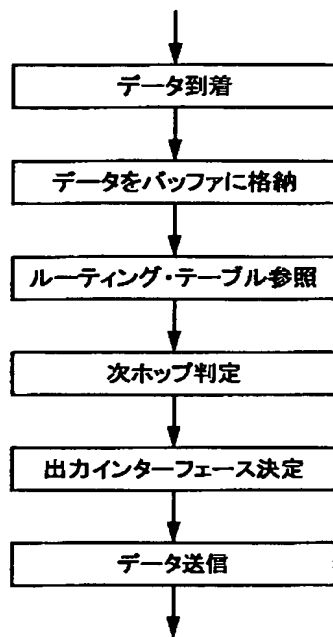 データ到着
データをバッファに格納
ルーティング・テーブル参照
次ホップ判定
出力インターフェース決定
データ送信